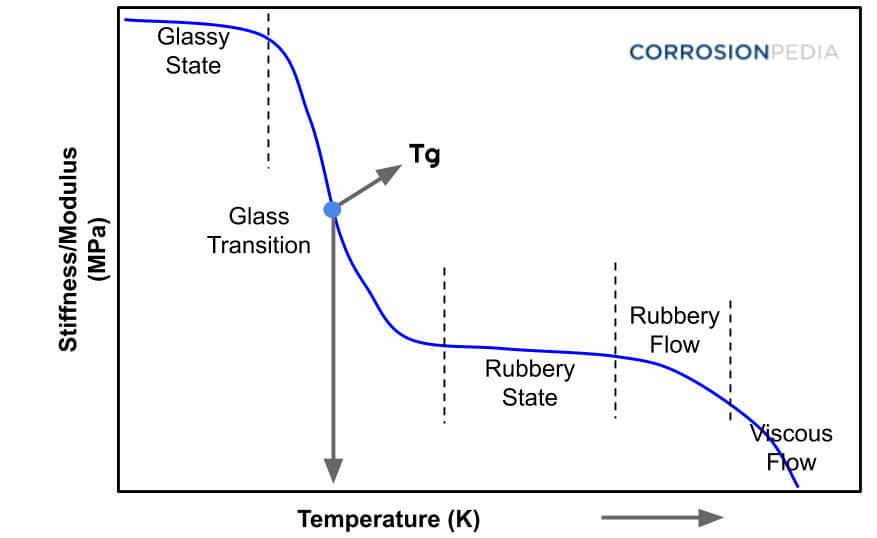 Glassy
State
CORROSIONPEDIA
Tg
Glass
Transition
Stiffness/Modulus
(MPa)
Rubbery
Flow
Rubbery
State
Viscous
Flow
Temperature (K)